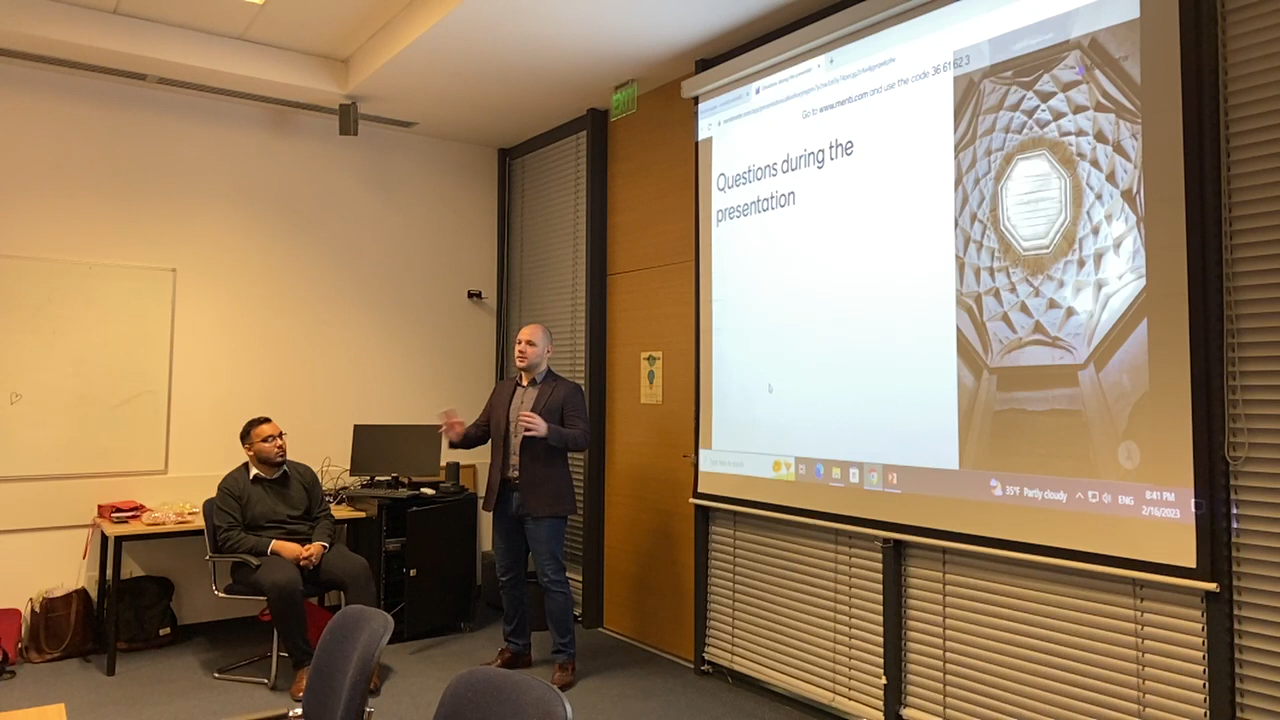 EXIT
Go to www.menti.com and use the code 36 61 62 3
Questions during the
presentation
35°F Partly cloudy
ENG
8:41 PM
2/16/2023